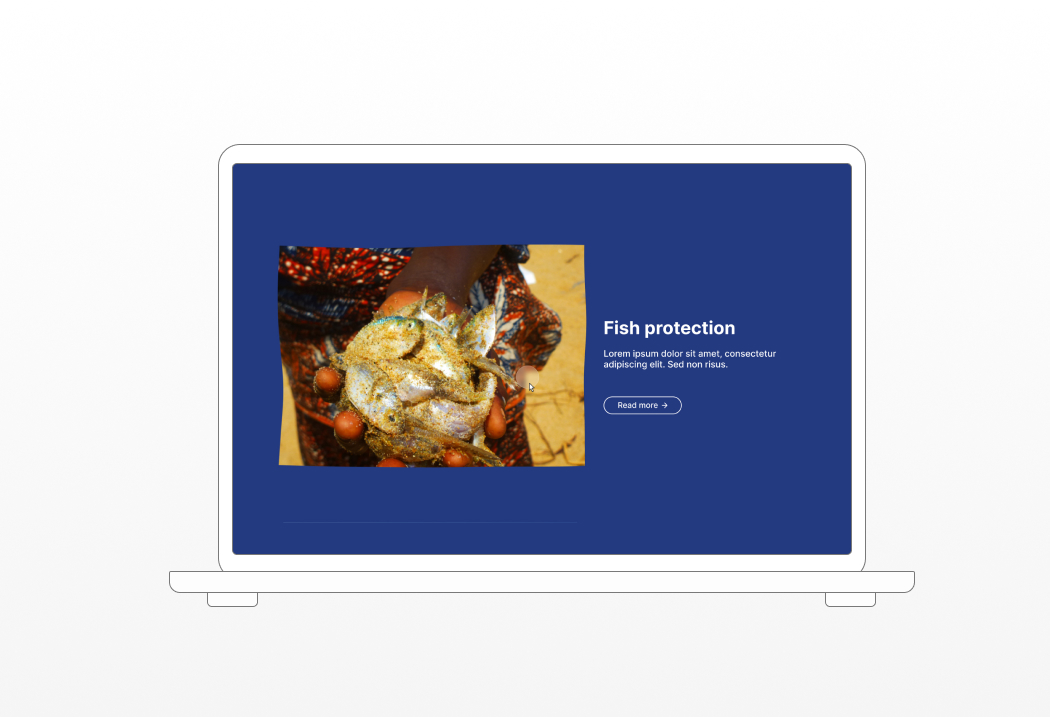 Fish protection
Lorem ipsum dolor sit amet, consectetur
adipiscing elit. Sed non risus.
Read more →